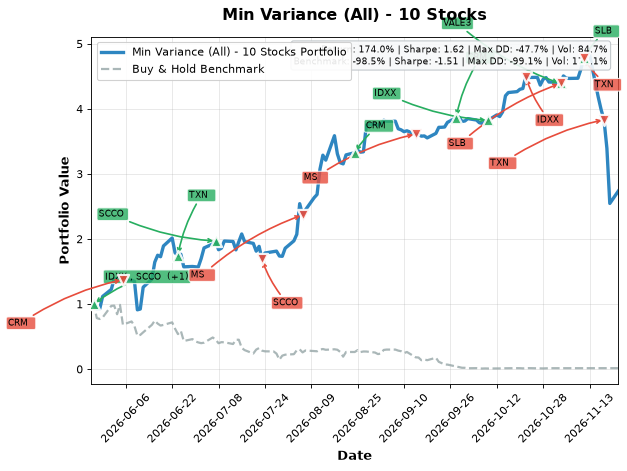 Min Variance (All) - 10 Stocks
VALE3
SLB
Min Variance (All) - 10 Stocks Portfolio
Buy & Hold Benchmark
: 174.0% | Sharpe: 1.62 | Max DD: -47.7% | Vol: 84.7%
-98.5% | Sharpe: -1.51 | Max DD: -99.1% | Vol:
TXN
IDXX
CRM
IDXX
SLB
TXN
MS
TXN
SCCO
SCCO (+1)
MS
SCCO
CRM
Portfolio Value
5
4
3
2
1
0
2026-06-06
2026-06-22
2026-07-08
2026-07-24
2026-08-09
2026-08-25
2026-09-10
2026-09-26
2026-10-12
2026-10-28
2026-11-13
Date